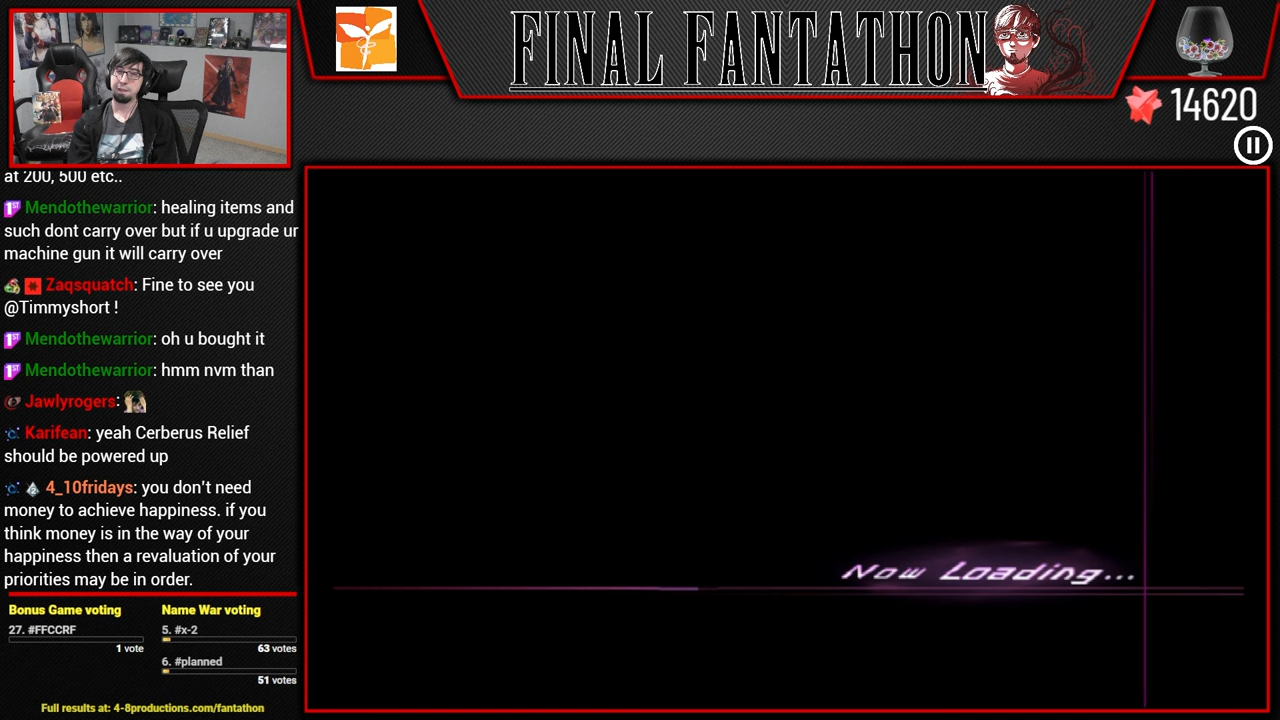 FINAL FANTATHON
14620
at 200, 500 etc..
Mendothewarrior: healing items and
such dont carry over but if u upgrade ur
machine gun it will carry over
Zaqsquatch: Fine to see you
@Timmyshort !
Mendothewarrior: oh u bought it
Mendothewarrior: hmm nvm than
Jawlyrogers:
Karifean: yeah Cerberus Relief
should be powered up
4_10fridays: you don't need
money to achieve happiness. if you
think money is in the way of your
happiness then a revaluation of your
priorities may be in order.
Bonus Game voting
27. #FFCCRF
1 vote
Name War voting
5. #x-2
63 votes
6. #planned
51 votes
Full results at: 4-8productions.com/fantathon
Now Loading...